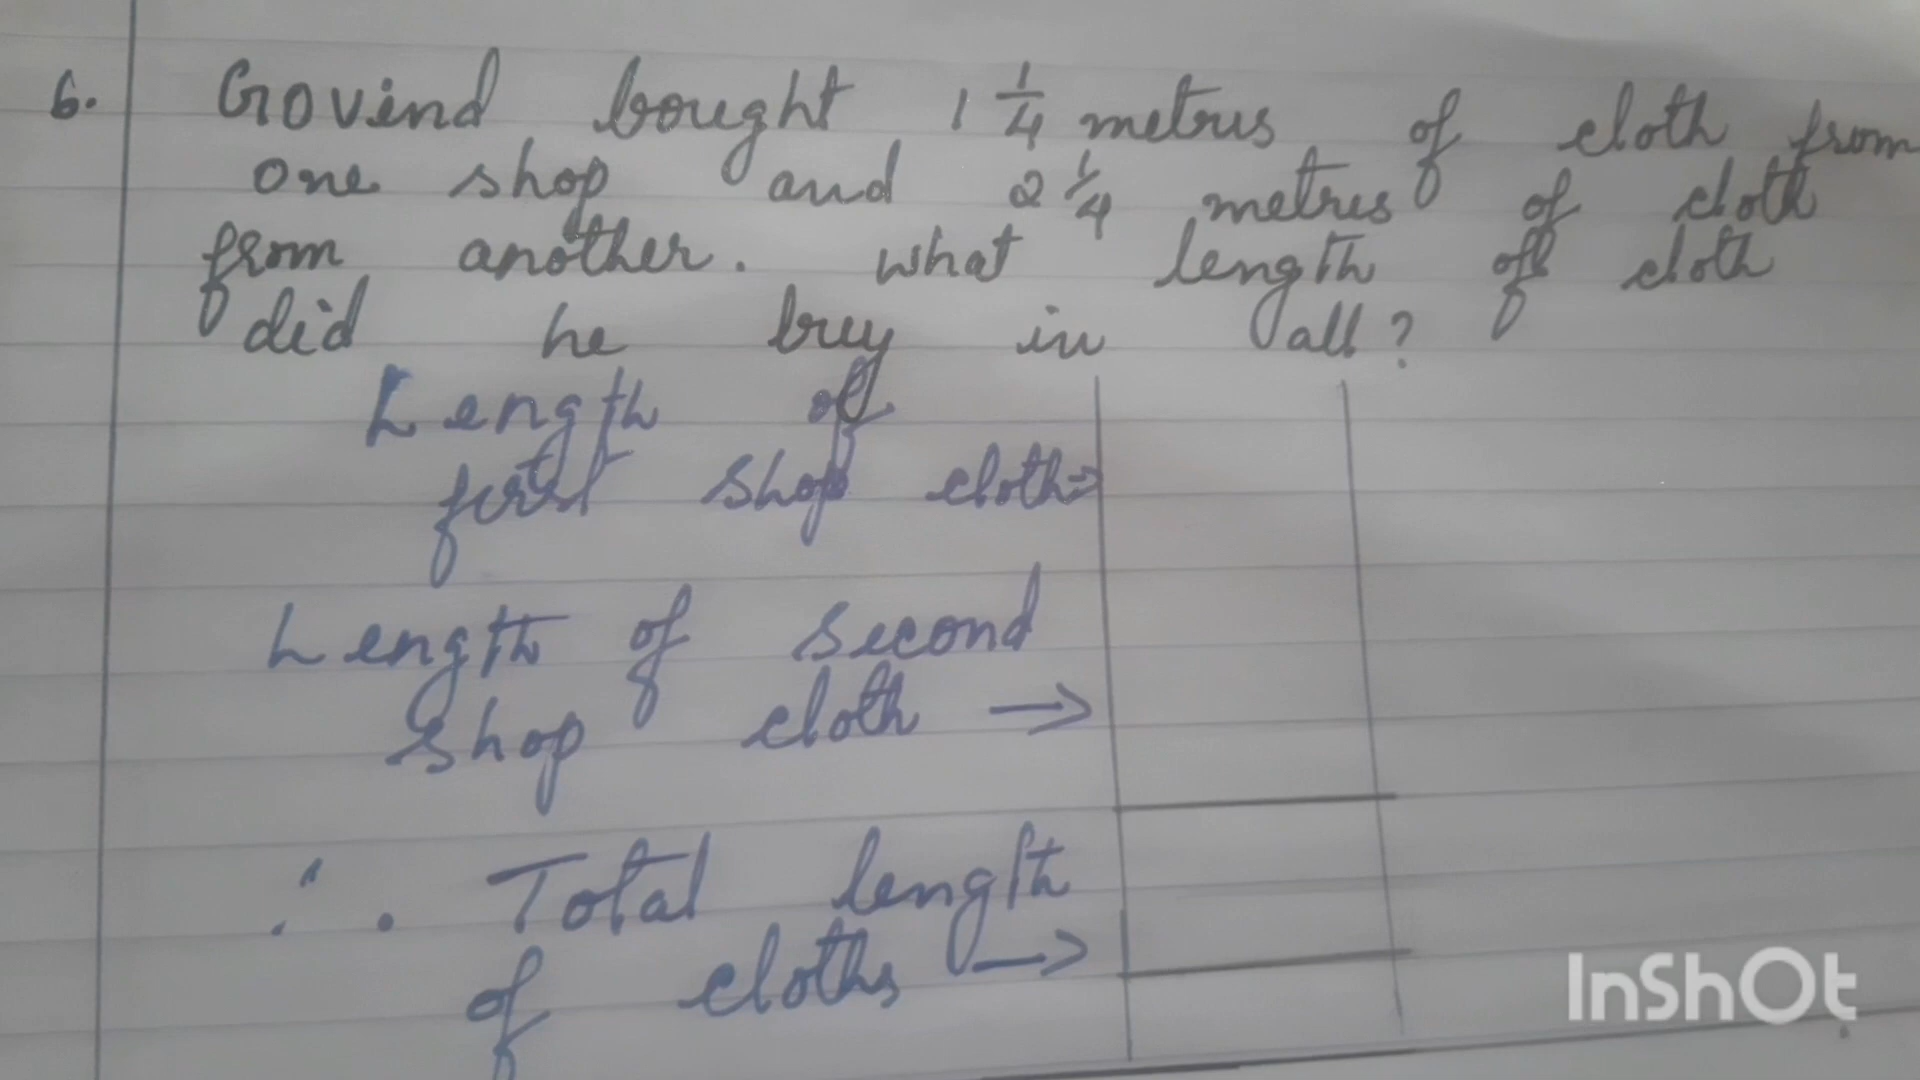 6. Govind bought 1 1/4 metres of cloth from
one shop and 2 1/4 metres of cloth
from another. what length of cloth
did he buy in all?
Length of
first shop cloth→
Length of second
shop cloth →
∴ Total length
of cloths →
InShOt